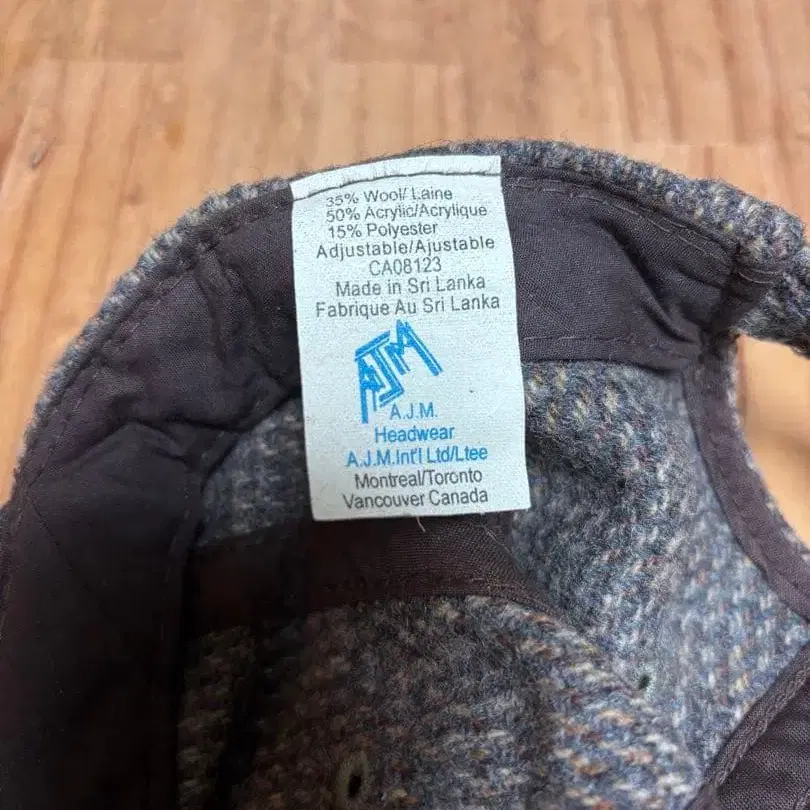 35% Wool/ Laine
50% Acrylic/Acrylique
15% Polyester
Adjustable/Ajustable
CA08123
Made in Sri Lanka
Fabrique Au Sri Lanka
AJM
A.J.M.
Headwear
A.J.M.Int'l Ltd/Ltee
Montreal/Toronto
Vancouver Canada